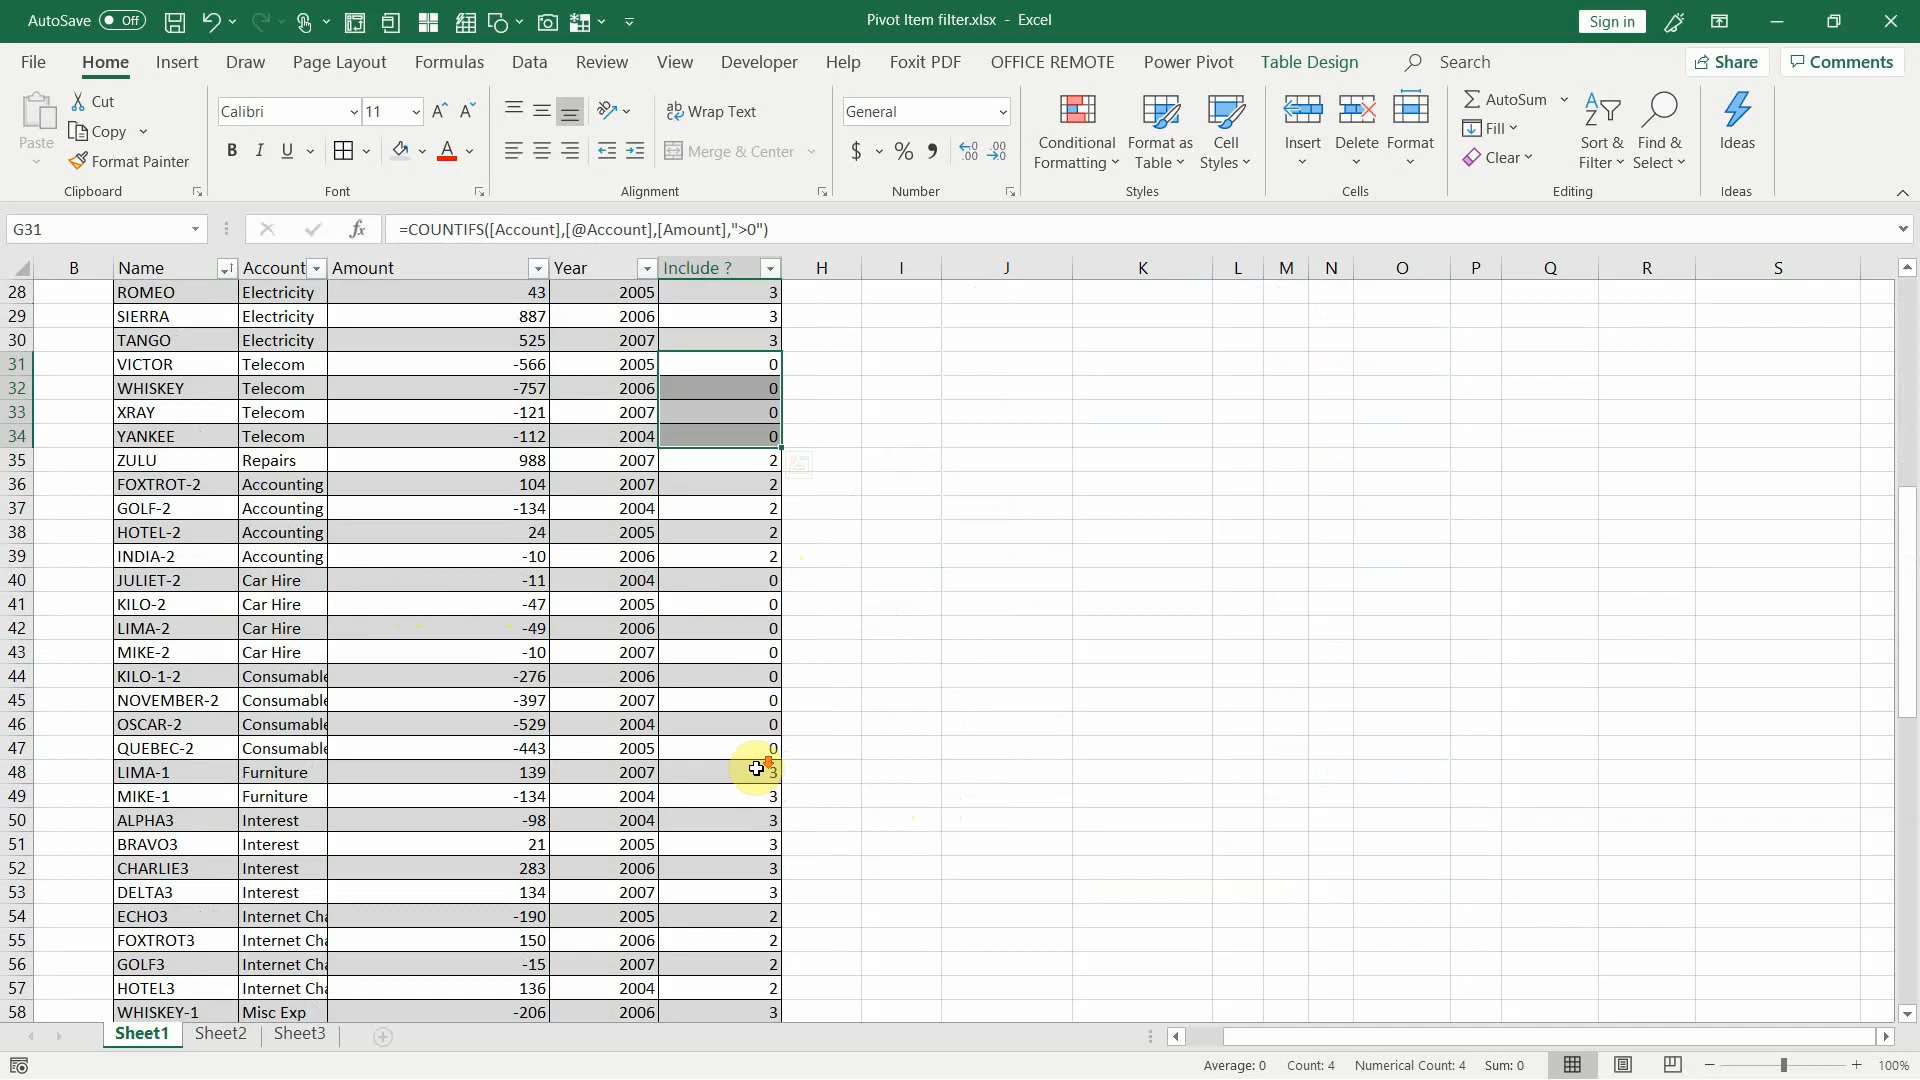 AutoSave Off
Pivot Item filter.xlsx - Excel
Sign in
File Home Insert Draw Page Layout Formulas Data Review View Developer Help Foxit PDF OFFICE REMOTE Power Pivot Table Design Search Share Comments
Paste
Cut
Copy
Format Painter
Clipboard
Calibri 11
B I U
Font
Wrap Text
Merge & Center
Alignment
General
$ % ,
Number
Conditional Formatting
Format as Table
Cell Styles
Styles
Insert
Delete
Format
Cells
AutoSum
Fill
Clear
Sort & Filter
Find & Select
Editing
Ideas
Ideas
G31 fx =COUNTIFS([Account],[@Account],[Amount],">0")
B Name Account Amount Year Include ? H I J K L M N O P Q R S
28 ROMEO Electricity 43 2005 3
29 SIERRA Electricity 887 2006 3
30 TANGO Electricity 525 2007 3
31 VICTOR Telecom -566 2005 0
32 WHISKEY Telecom -757 2006 0
33 XRAY Telecom -121 2007 0
34 YANKEE Telecom -112 2004 0
35 ZULU Repairs 988 2007 2
36 FOXTROT-2 Accounting 104 2007 2
37 GOLF-2 Accounting -134 2004 2
38 HOTEL-2 Accounting 24 2005 2
39 INDIA-2 Accounting -10 2006 2
40 JULIET-2 Car Hire -11 2004 0
41 KILO-2 Car Hire -47 2005 0
42 LIMA-2 Car Hire -49 2006 0
43 MIKE-2 Car Hire -10 2007 0
44 KILO-1-2 Consumable -276 2006 0
45 NOVEMBER-2 Consumable -397 2007 0
46 OSCAR-2 Consumable -529 2004 0
47 QUEBEC-2 Consumable -443 2005 0
48 LIMA-1 Furniture 139 2007 3
49 MIKE-1 Furniture -134 2004 3
50 ALPHA3 Interest -98 2004 3
51 BRAVO3 Interest 21 2005 3
52 CHARLIE3 Interest 283 2006 3
53 DELTA3 Interest 134 2007 3
54 ECHO3 Internet Cha -190 2005 2
55 FOXTROT3 Internet Cha 150 2006 2
56 GOLF3 Internet Cha -15 2007 2
57 HOTEL3 Internet Cha 136 2004 2
58 WHISKEY-1 Misc Exp -206 2006 3
Sheet1 Sheet2 Sheet3
Average: 0 Count: 4 Numerical Count: 4 Sum: 0 100%